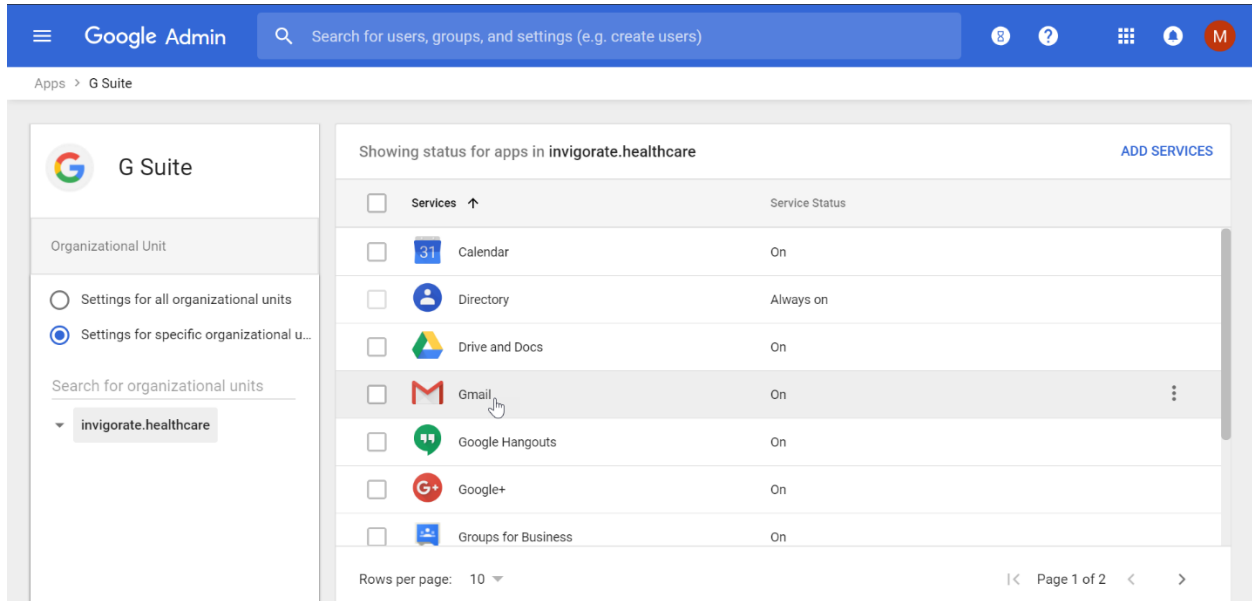 Google Admin
Search for users, groups, and settings (e.g. create users)
M
Apps > G Suite
G Suite
Organizational Unit
Settings for all organizational units
Settings for specific organizational u...
Search for organizational units
invigorate.healthcare
Showing status for apps in invigorate.healthcare
ADD SERVICES
Services Service Status
31 Calendar On
Directory Always on
Drive and Docs On
Gmail On
Google Hangouts On
G+ Google+ On
Groups for Business On
Rows per page: 10
Page 1 of 2